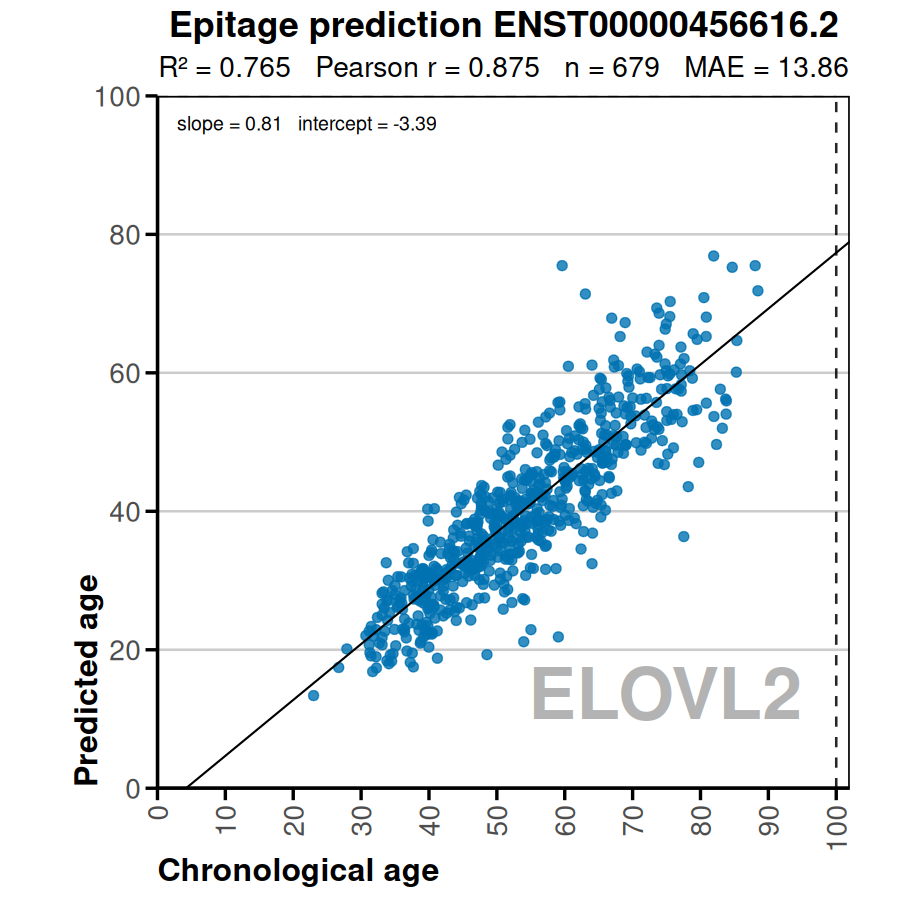 Epitage prediction ENST00000456616.2
R² = 0.765 Pearson r = 0.875 n = 679 MAE = 13.86
slope = 0.81 intercept = -3.39
100
80
60
40
20
0
Predicted age
ELOVL2
0 10 20 30 40 50 60 70 80 90 100
Chronological age